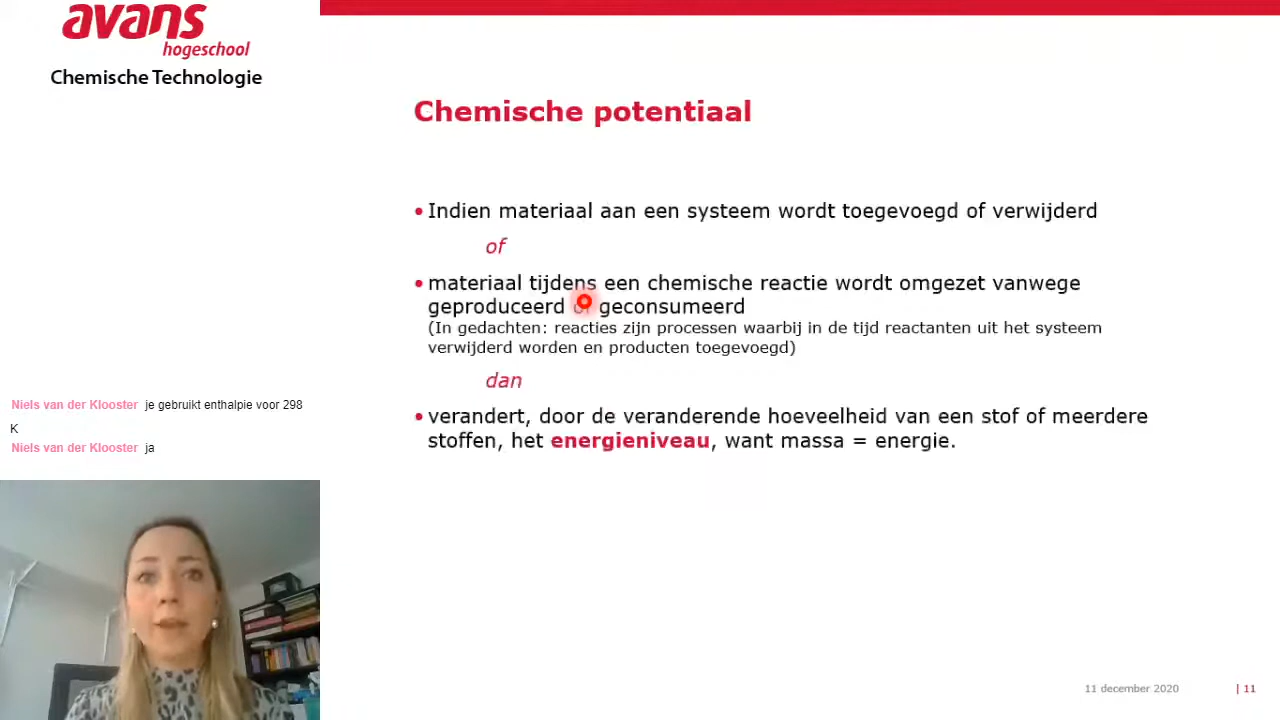 avans
hogeschool
Chemische Technologie
Chemische potentiaal
• Indien materiaal aan een systeem wordt toegevoegd of verwijderd
of
• materiaal tijdens een chemische reactie wordt omgezet vanwege
geproduceerd of geconsumeerd
(In gedachten: reacties zijn processen waarbij in de tijd reactanten uit het systeem
verwijderd worden en producten toegevoegd)
dan
• verandert, door de veranderende hoeveelheid van een stof of meerdere
stoffen, het energieniveau, want massa = energie.
Niels van der Klooster je gebruikt enthalpie voor 298
K
Niels van der Klooster ja
11 december 2020 | 11